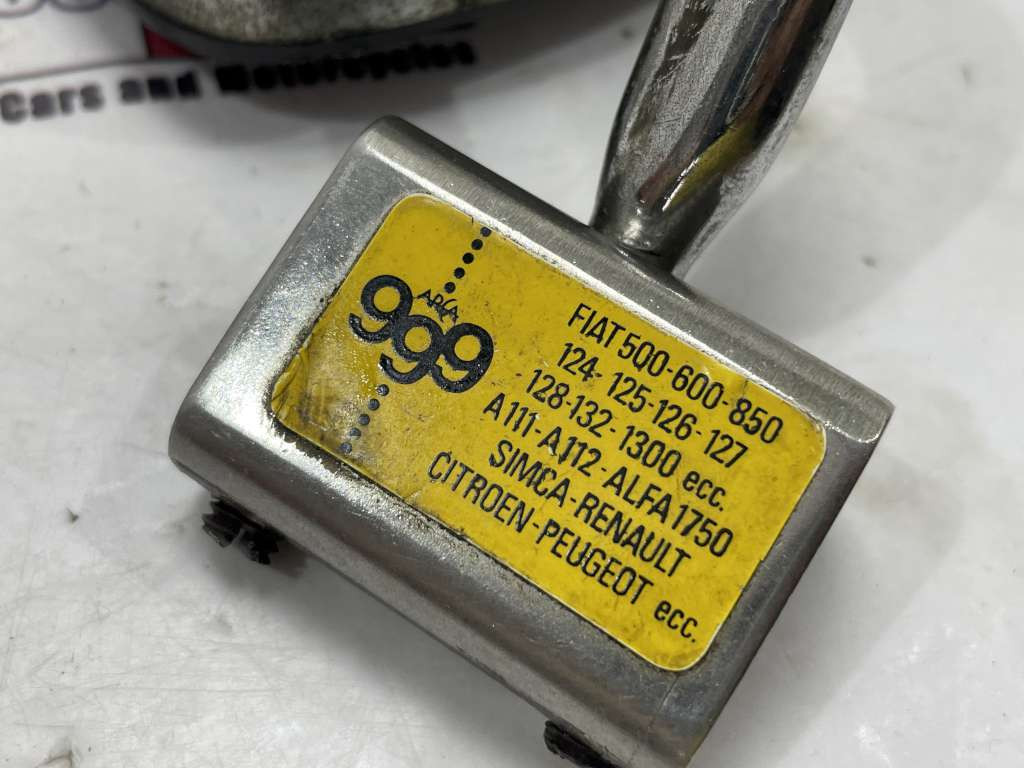 Cars and Motorcycles
ARCA
999
FIAT 500-600-850
124-125-126-127
128-132-1300 ecc.
A111-A112-ALFA 1750
SIMCA-RENAULT
CITROEN-PEUGEOT ecc.